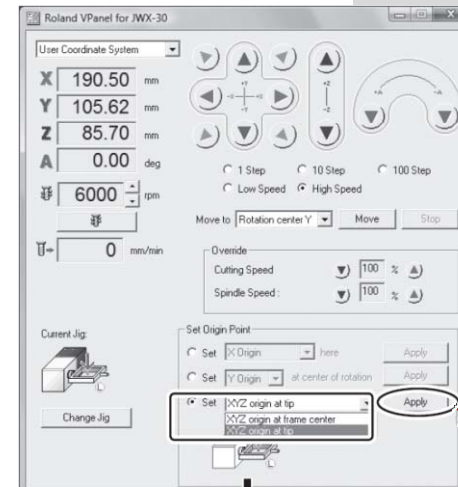 Roland VPanel for JWX-30
User Coordinate System
X 190.50 mm
Y 105.62 mm
Z 85.70 mm
A 0.00 deg
6000 rpm
0 mm/min
+Y
-X +X
-Y
+Z
-Z
-A +A
1 Step 10 Step 100 Step
Low Speed High Speed
Move to Rotation center Y Move Stop
Override
Cutting Speed 100 %
Spindle Speed : 100 %
Current Jig:
Change Jig
Set Origin Point
Set X Origin here Apply
Set Y Origin at center of rotation Apply
Set XYZ origin at tip Apply
XYZ origin at frame center
XYZ origin at tip
L
L